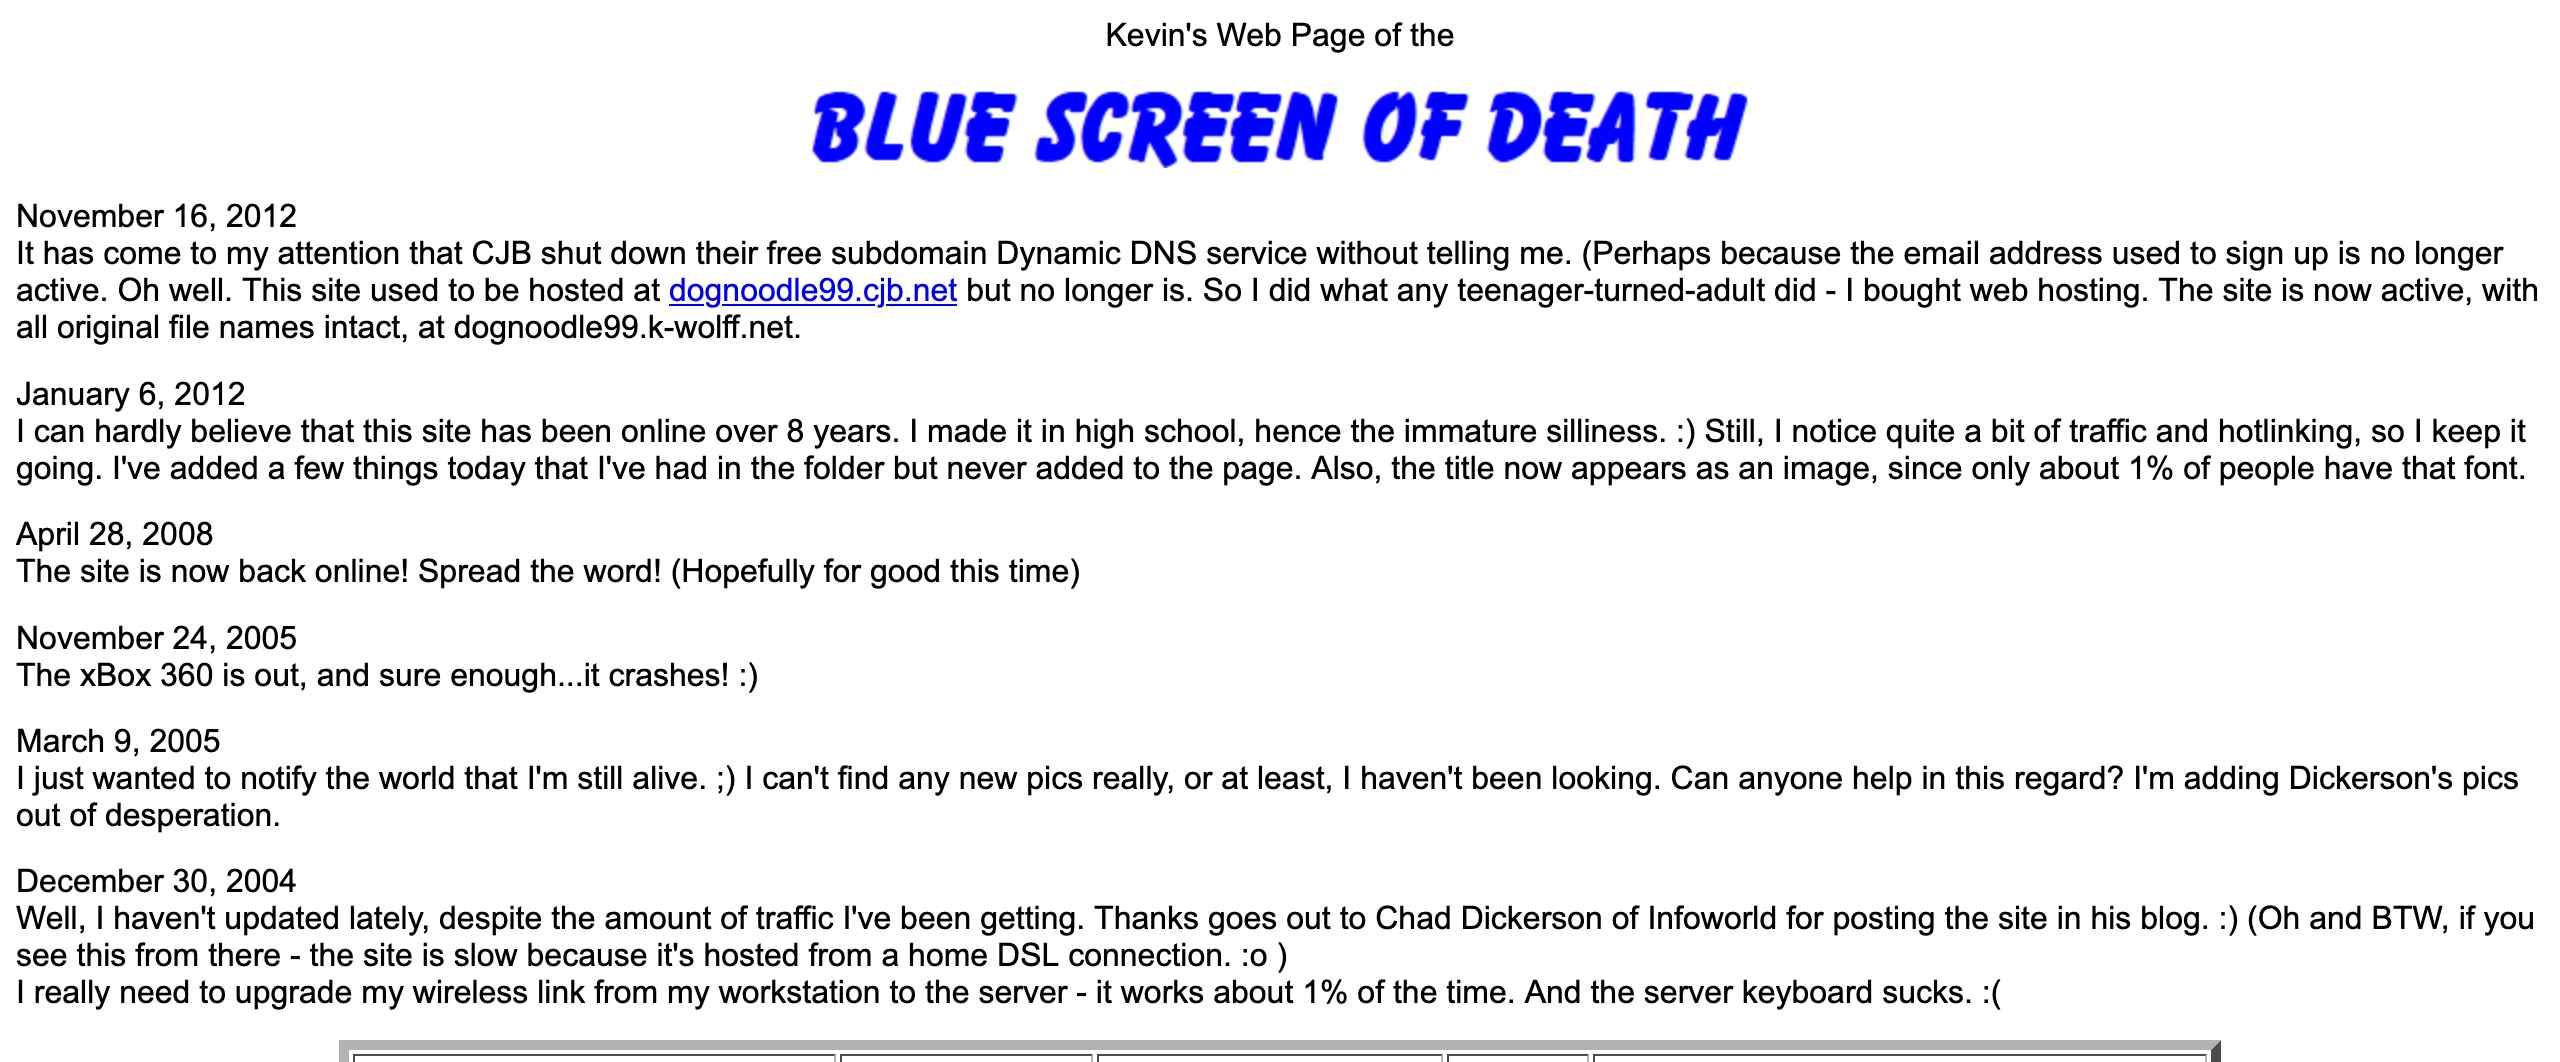 Kevin's Web Page of the
BLUE SCREEN OF DEATH
November 16, 2012
It has come to my attention that CJB shut down their free subdomain Dynamic DNS service without telling me. (Perhaps because the email address used to sign up is no longer
active. Oh well. This site used to be hosted at dognoodle99.cjb.net but no longer is. So I did what any teenager-turned-adult did - I bought web hosting. The site is now active, with
all original file names intact, at dognoodle99.k-wolff.net.
January 6, 2012
I can hardly believe that this site has been online over 8 years. I made it in high school, hence the immature silliness. :) Still, I notice quite a bit of traffic and hotlinking, so I keep it
going. I've added a few things today that I've had in the folder but never added to the page. Also, the title now appears as an image, since only about 1% of people have that font.
April 28, 2008
The site is now back online! Spread the word! (Hopefully for good this time)
November 24, 2005
The xBox 360 is out, and sure enough...it crashes! :)
March 9, 2005
I just wanted to notify the world that I'm still alive. ;) I can't find any new pics really, or at least, I haven't been looking. Can anyone help in this regard? I'm adding Dickerson's pics
out of desperation.
December 30, 2004
Well, I haven't updated lately, despite the amount of traffic I've been getting. Thanks goes out to Chad Dickerson of Infoworld for posting the site in his blog. :) (Oh and BTW, if you
see this from there - the site is slow because it's hosted from a home DSL connection. :o )
I really need to upgrade my wireless link from my workstation to the server - it works about 1% of the time. And the server keyboard sucks. :(